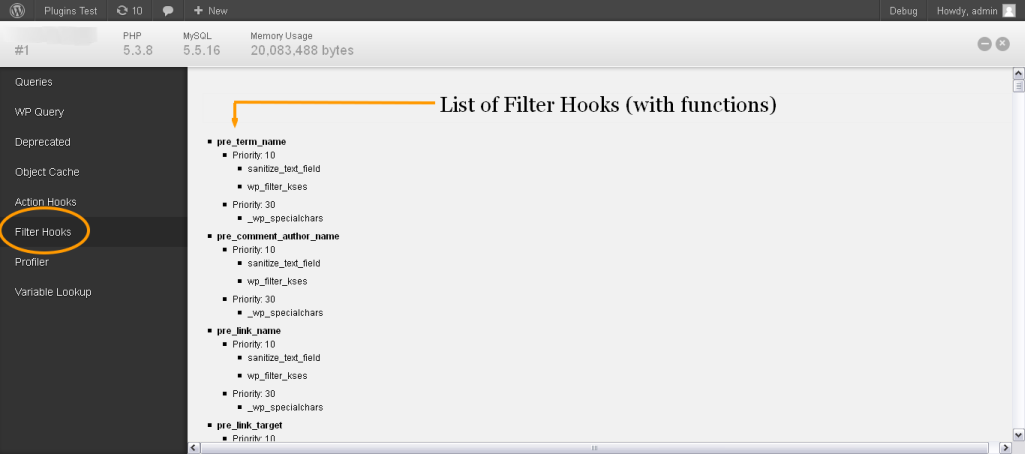 Plugins Test 10 + New Debug Howdy, admin
PHP MySQL Memory Usage
#1 5.3.8 5.5.16 20,083,488 bytes
Queries
WP Query
Deprecated
Object Cache
Action Hooks
Filter Hooks
Profiler
Variable Lookup
List of Filter Hooks (with functions)
pre_term_name
Priority: 10
sanitize_text_field
wp_filter_kses
Priority: 30
_wp_specialchars
pre_comment_author_name
Priority: 10
sanitize_text_field
wp_filter_kses
Priority: 30
_wp_specialchars
pre_link_name
Priority: 10
sanitize_text_field
wp_filter_kses
Priority: 30
_wp_specialchars
pre_link_target
Priority: 10